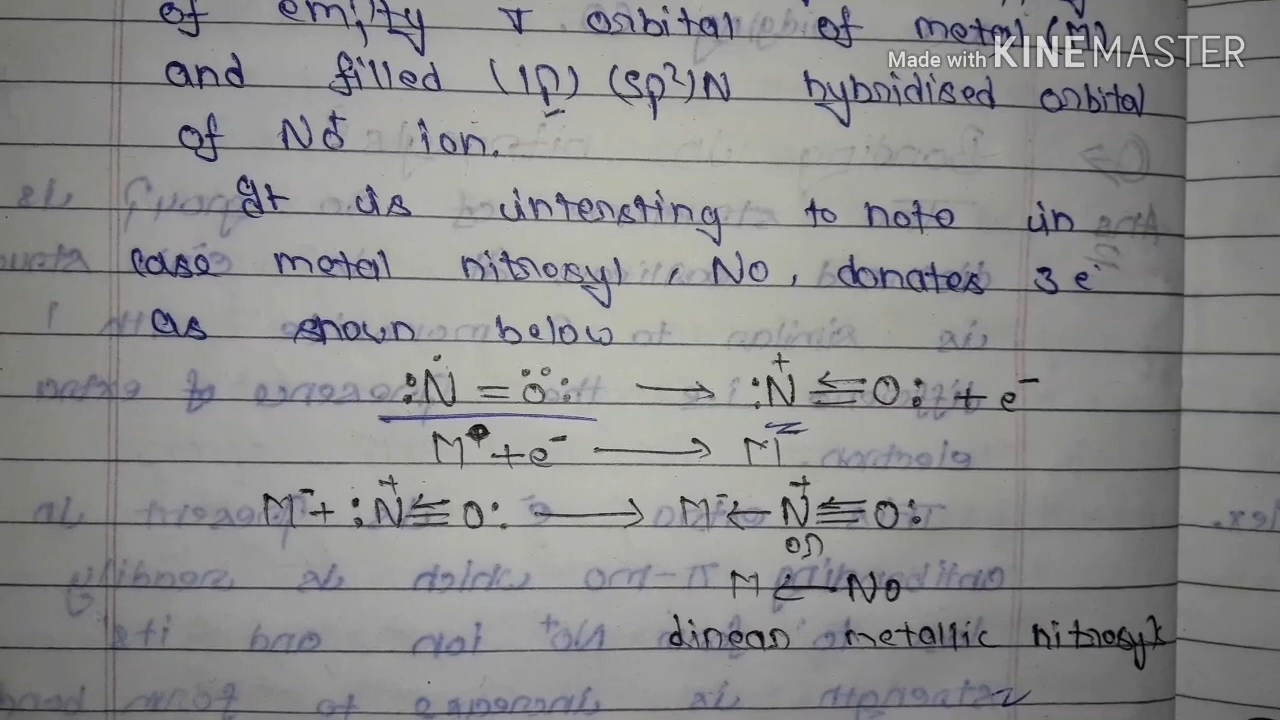 of empty σ orbital of metal (M)
Made with KINEMASTER
and filled (lp) (sp²)N hybridised orbital
of NO⁺ ion.
It is intersting to note in
case metal nitrosyl, NO, donates 3 e⁻
as shown below
:Ṅ = Ö: ⟶ :N⁺ ≡ O: + e⁻
M + e⁻ ⟶ M⁻
M⁻ + :N⁺ ≡ O: ⟶ M⁻ ← N⁺ ≡ O:
or
M ← NO
linear metallic nitrosyl